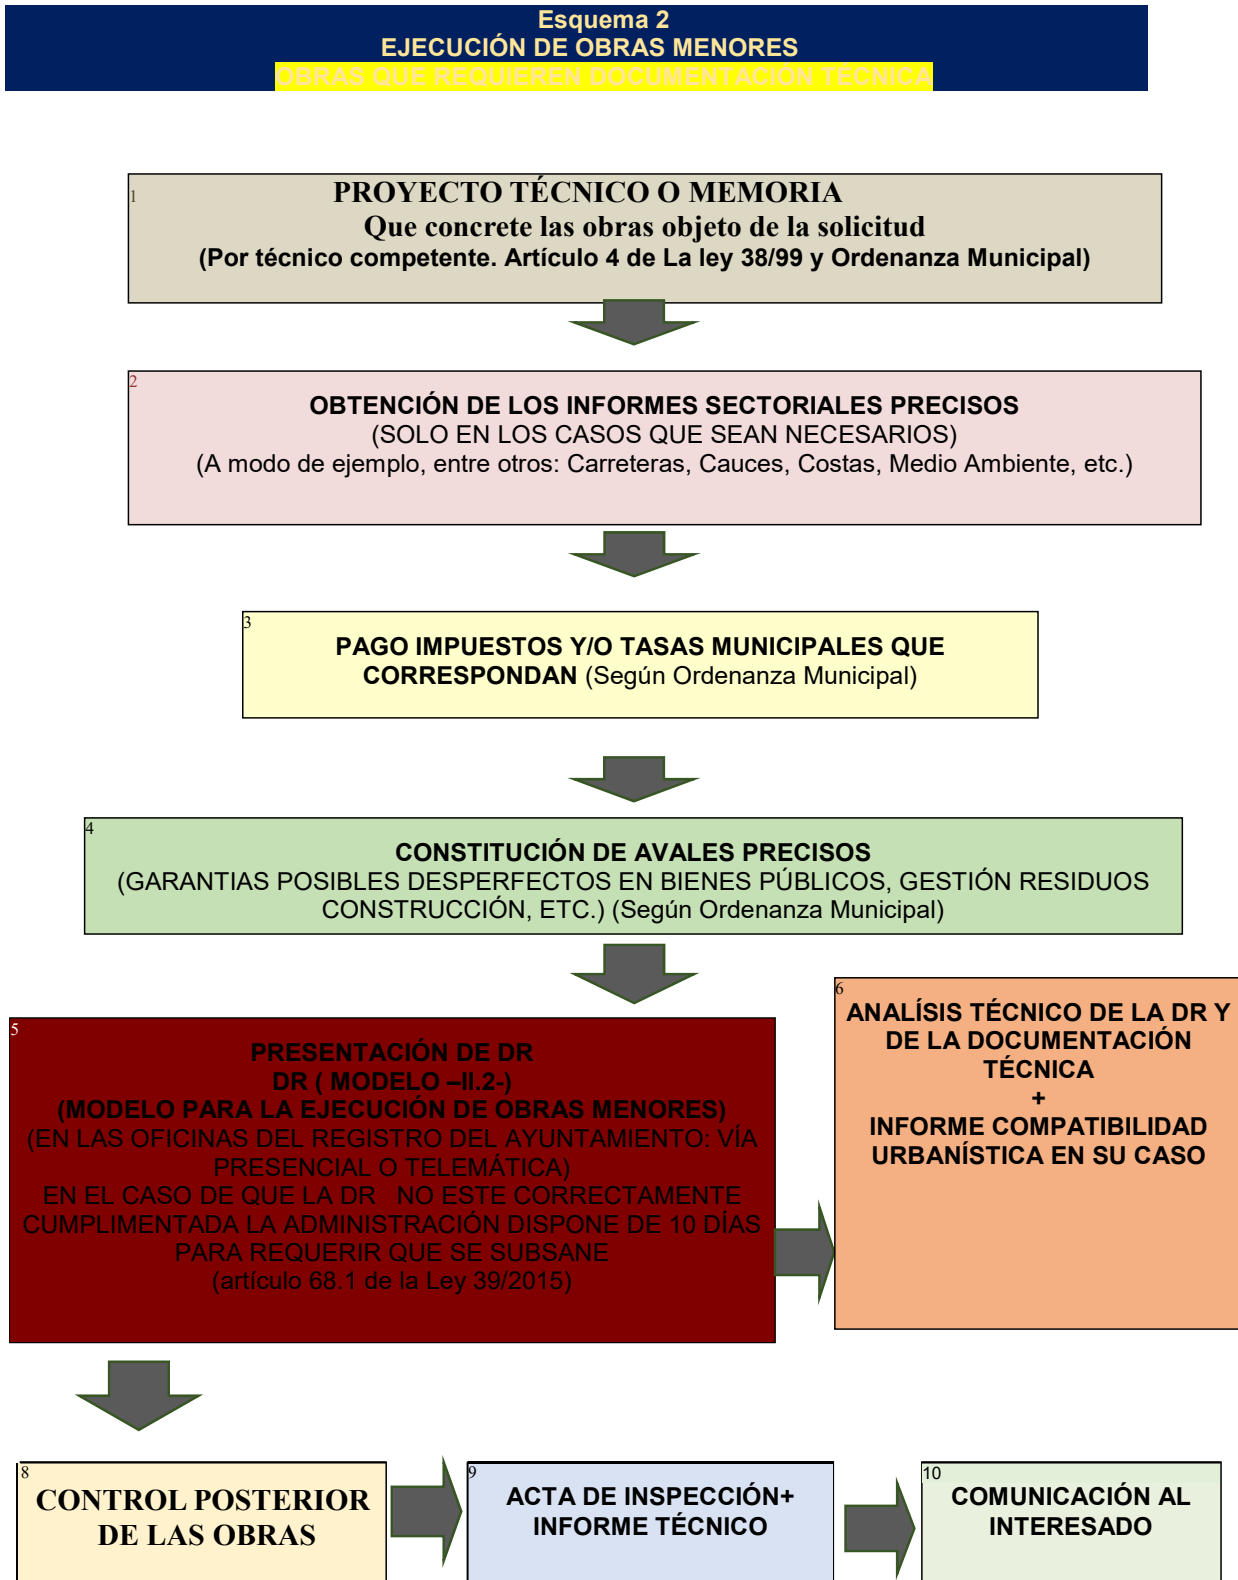 Esquema 2
EJECUCIÓN DE OBRAS MENORES
OBRAS QUE REQUIEREN DOCUMENTACIÓN TÉCNICA
1
PROYECTO TÉCNICO O MEMORIA
Que concrete las obras objeto de la solicitud
(Por técnico competente. Artículo 4 de La ley 38/99 y Ordenanza Municipal)
2
OBTENCIÓN DE LOS INFORMES SECTORIALES PRECISOS
(SOLO EN LOS CASOS QUE SEAN NECESARIOS)
(A modo de ejemplo, entre otros: Carreteras, Cauces, Costas, Medio Ambiente, etc.)
3
PAGO IMPUESTOS Y/O TASAS MUNICIPALES QUE
CORRESPONDAN (Según Ordenanza Municipal)
4
CONSTITUCIÓN DE AVALES PRECISOS
(GARANTIAS POSIBLES DESPERFECTOS EN BIENES PÚBLICOS, GESTIÓN RESIDUOS
CONSTRUCCIÓN, ETC.) (Según Ordenanza Municipal)
5
PRESENTACIÓN DE DR
DR ( MODELO –II.2-)
(MODELO PARA LA EJECUCIÓN DE OBRAS MENORES)
(EN LAS OFICINAS DEL REGISTRO DEL AYUNTAMIENTO: VÍA
PRESENCIAL O TELEMÁTICA)
EN EL CASO DE QUE LA DR NO ESTE CORRECTAMENTE
CUMPLIMENTADA LA ADMINISTRACIÓN DISPONE DE 10 DÍAS
PARA REQUERIR QUE SE SUBSANE
(artículo 68.1 de la Ley 39/2015)
6
ANALÍSIS TÉCNICO DE LA DR Y
DE LA DOCUMENTACIÓN
TÉCNICA
+
INFORME COMPATIBILIDAD
URBANÍSTICA EN SU CASO
8
CONTROL POSTERIOR
DE LAS OBRAS
9
ACTA DE INSPECCIÓN+
INFORME TÉCNICO
10
COMUNICACIÓN AL
INTERESADO